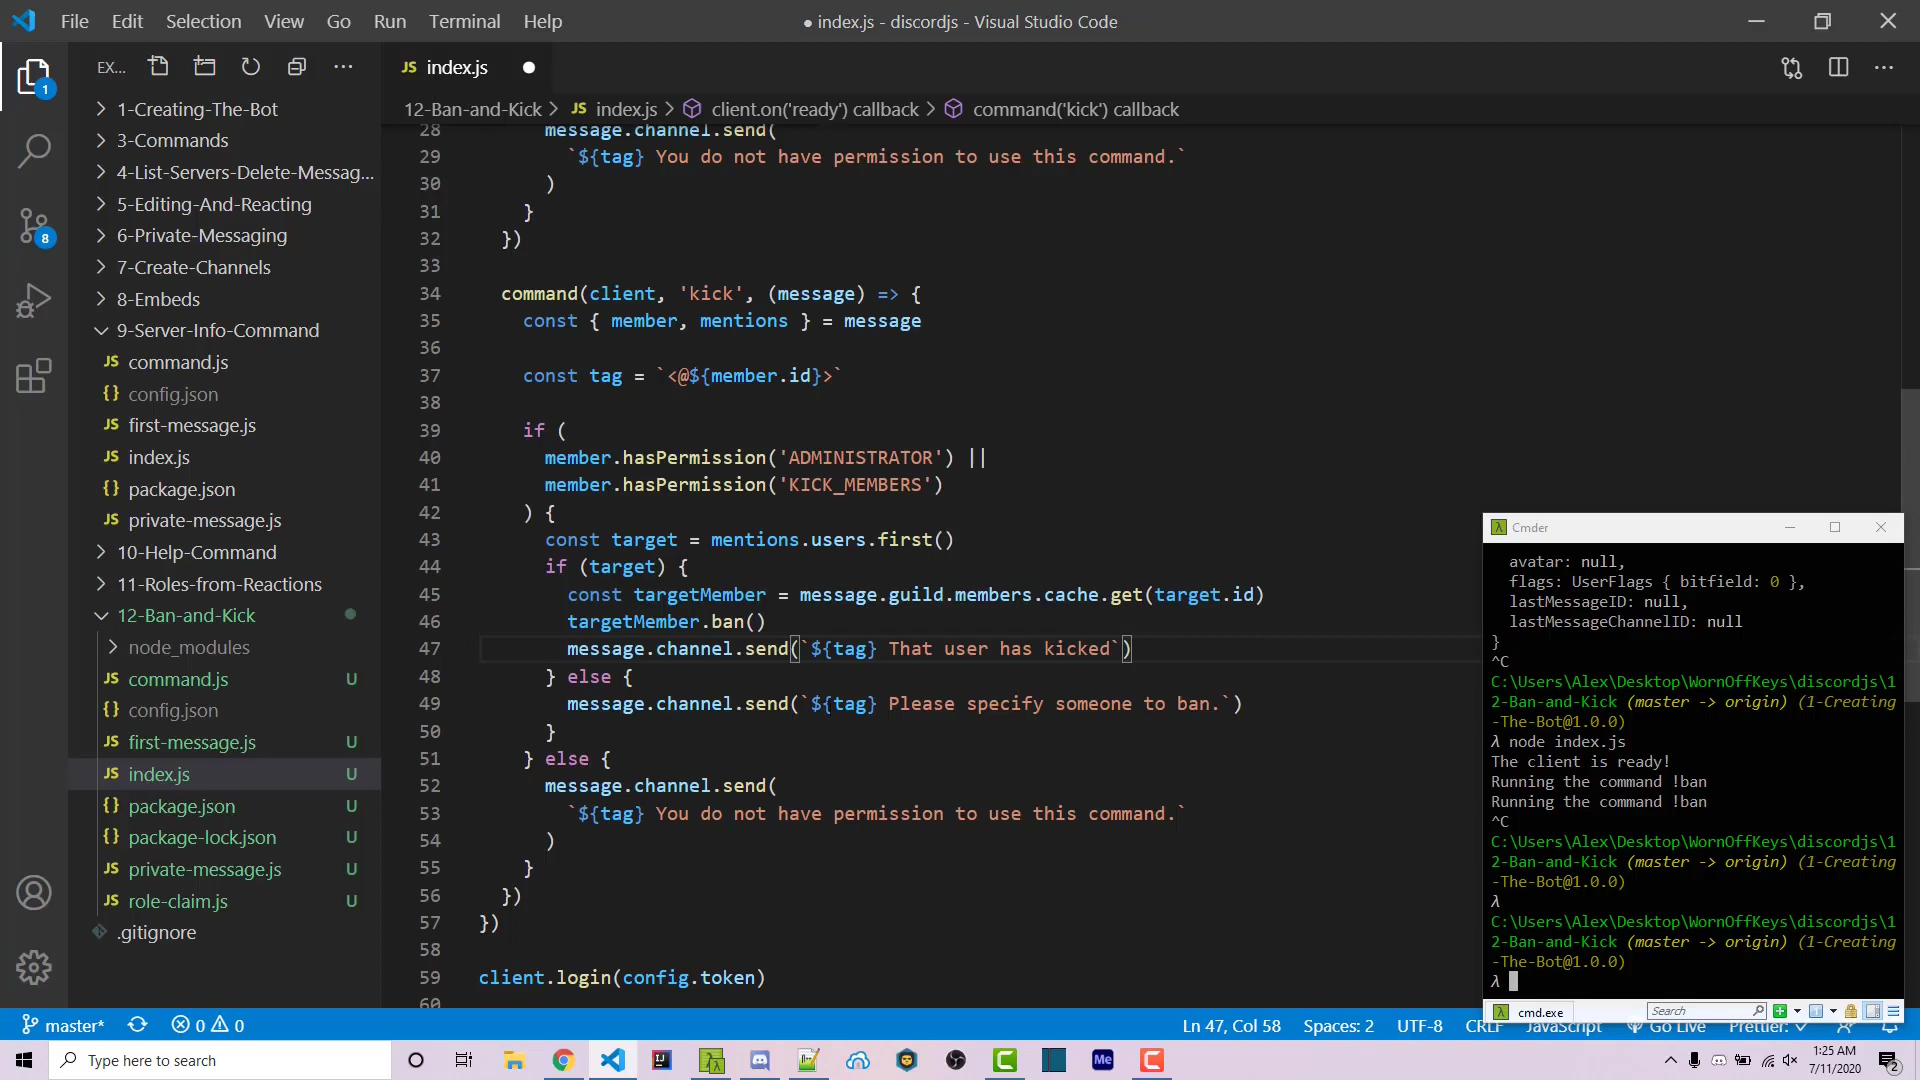 File Edit Selection View Go Run Terminal Help
● index.js - discordjs - Visual Studio Code
EX...
JS index.js
12-Ban-and-Kick > JS index.js > client.on('ready') callback > command('kick') callback
1-Creating-The-Bot
3-Commands
4-List-Servers-Delete-Messag...
5-Editing-And-Reacting
6-Private-Messaging
7-Create-Channels
8-Embeds
9-Server-Info-Command
JS command.js
{} config.json
JS first-message.js
JS index.js
{} package.json
JS private-message.js
10-Help-Command
11-Roles-from-Reactions
12-Ban-and-Kick
node_modules
JS command.js U
{} config.json
JS first-message.js U
JS index.js U
{} package.json U
{} package-lock.json U
JS private-message.js U
JS role-claim.js U
.gitignore
1
8
28 message.channel.send(
29 `${tag} You do not have permission to use this command.`
30 )
31 }
32 })
33
34 command(client, 'kick', (message) => {
35 const { member, mentions } = message
36
37 const tag = `<@${member.id}>`
38
39 if (
40 member.hasPermission('ADMINISTRATOR') ||
41 member.hasPermission('KICK_MEMBERS')
42 ) {
43 const target = mentions.users.first()
44 if (target) {
45 const targetMember = message.guild.members.cache.get(target.id)
46 targetMember.ban()
47 message.channel.send(`${tag} That user has kicked`)
48 } else {
49 message.channel.send(`${tag} Please specify someone to ban.`)
50 }
51 } else {
52 message.channel.send(
53 `${tag} You do not have permission to use this command.`
54 )
55 }
56 })
57 })
58
59 client.login(config.token)
60
Cmder
avatar: null,
flags: UserFlags { bitfield: 0 },
lastMessageID: null,
lastMessageChannelID: null
}
^C
C:\Users\Alex\Desktop\WornOffKeys\discordjs\1
2-Ban-and-Kick (master -> origin) (1-Creating
-The-Bot@1.0.0)
λ node index.js
The client is ready!
Running the command !ban
Running the command !ban
^C
C:\Users\Alex\Desktop\WornOffKeys\discordjs\1
2-Ban-and-Kick (master -> origin) (1-Creating
-The-Bot@1.0.0)
λ
C:\Users\Alex\Desktop\WornOffKeys\discordjs\1
2-Ban-and-Kick (master -> origin) (1-Creating
-The-Bot@1.0.0)
λ
cmd.exe Search
master* 0 0 Ln 47, Col 58 Spaces: 2 UTF-8 CRLF JavaScript Go Live Prettier: ✓
Type here to search
Me
1:25 AM
7/11/2020
2